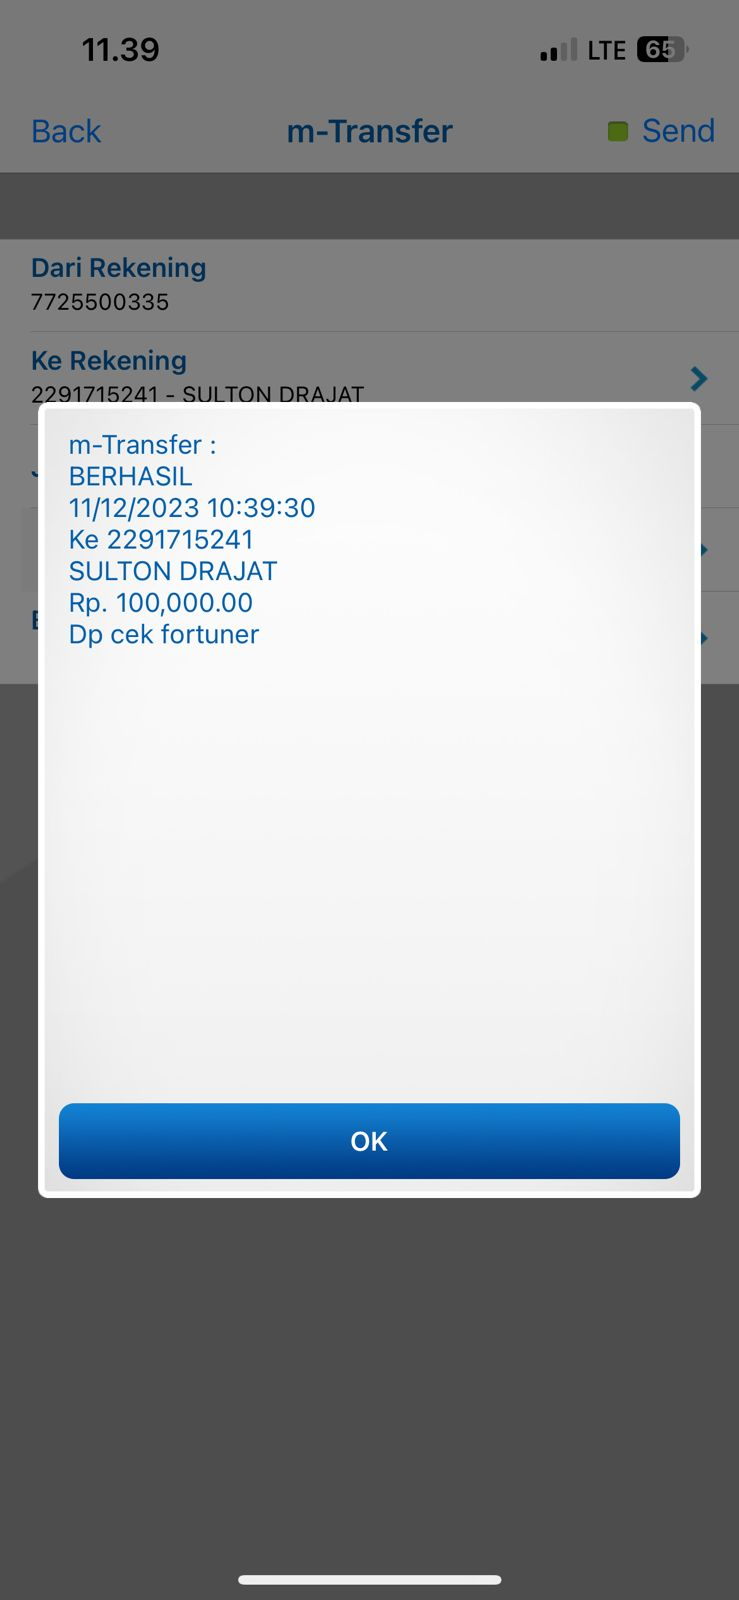 11.39
LTE 65
Back m-Transfer Send
Dari Rekening
7725500335
Ke Rekening
2291715241 - SULTON DRAJAT
m-Transfer :
BERHASIL
11/12/2023 10:39:30
Ke 2291715241
SULTON DRAJAT
Rp. 100,000.00
Dp cek fortuner
OK